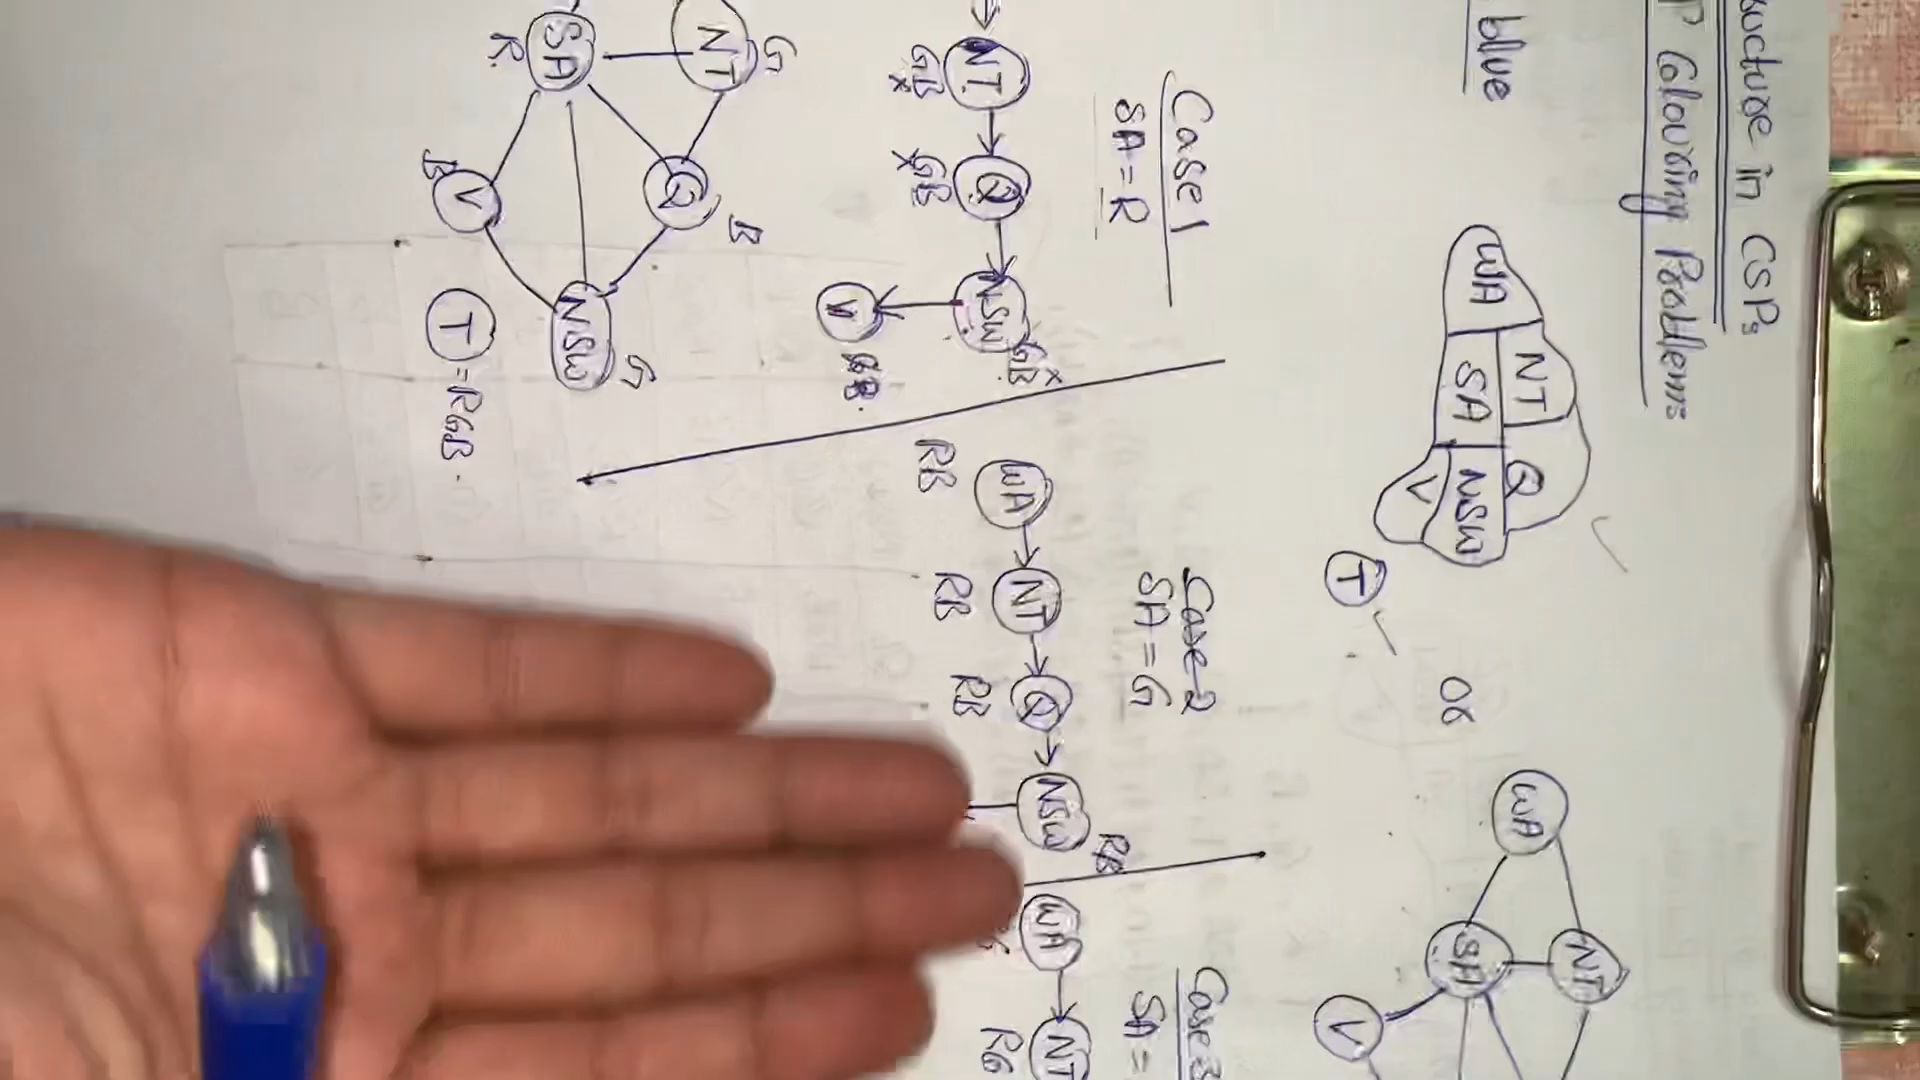 ucture in CSPs
P Colouring Problems
blue
WA
NT
SA
Q
NSW
V
T
or
WA
SA
NT
V
Case 1
SA = R
NT
GB
Q
GB
NSW
GB
V
Case 2
SA = G
WA
RB
NT
RB
Q
RB
NSW
RB
Case 3
SA =
WA
NT
RG
NT
G
SA
R
Q
B
V
B
NSW
G
T = RGB